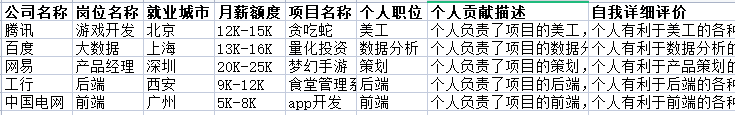 公司名称 岗位名称 就业城市 月薪额度 项目名称 个人职位 个人贡献描述 自我详细评价
腾讯 游戏开发 北京 12K-15K 贪吃蛇 美工 个人负责了项目的美工, 个人有利于美工的各种
百度 大数据 上海 13K-16K 量化投资 数据分析 个人负责了项目的数据分 个人有利于数据分析的
网易 产品经理 深圳 20K-25K 梦幻手游 策划 个人负责了项目的策划, 个人有利于产品策划的
工行 后端 西安 9K-12K 食堂管理系 后端 个人负责了项目的后端, 个人有利于后端的各种
中国电网 前端 广州 5K-8K app开发 前端 个人负责了项目的前端, 个人有利于前端的各种